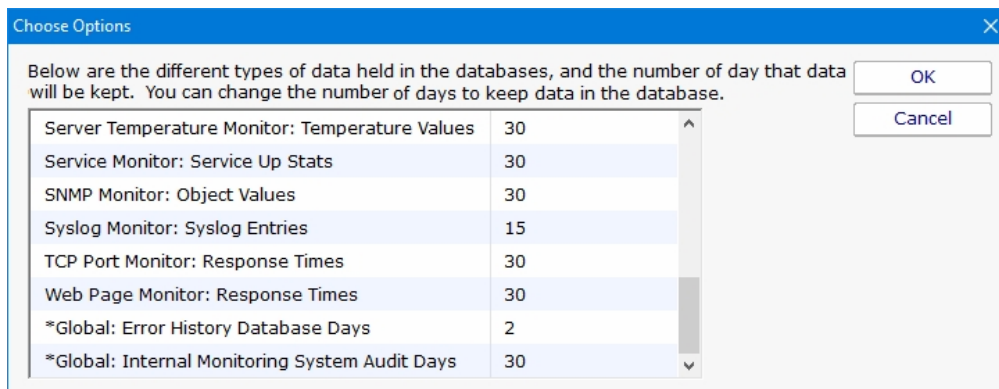 Choose Options
Below are the different types of data held in the databases, and the number of day that data
will be kept. You can change the number of days to keep data in the database.
OK
Cancel
Server Temperature Monitor: Temperature Values 30
Service Monitor: Service Up Stats 30
SNMP Monitor: Object Values 30
Syslog Monitor: Syslog Entries 15
TCP Port Monitor: Response Times 30
Web Page Monitor: Response Times 30
*Global: Error History Database Days 2
*Global: Internal Monitoring System Audit Days 30